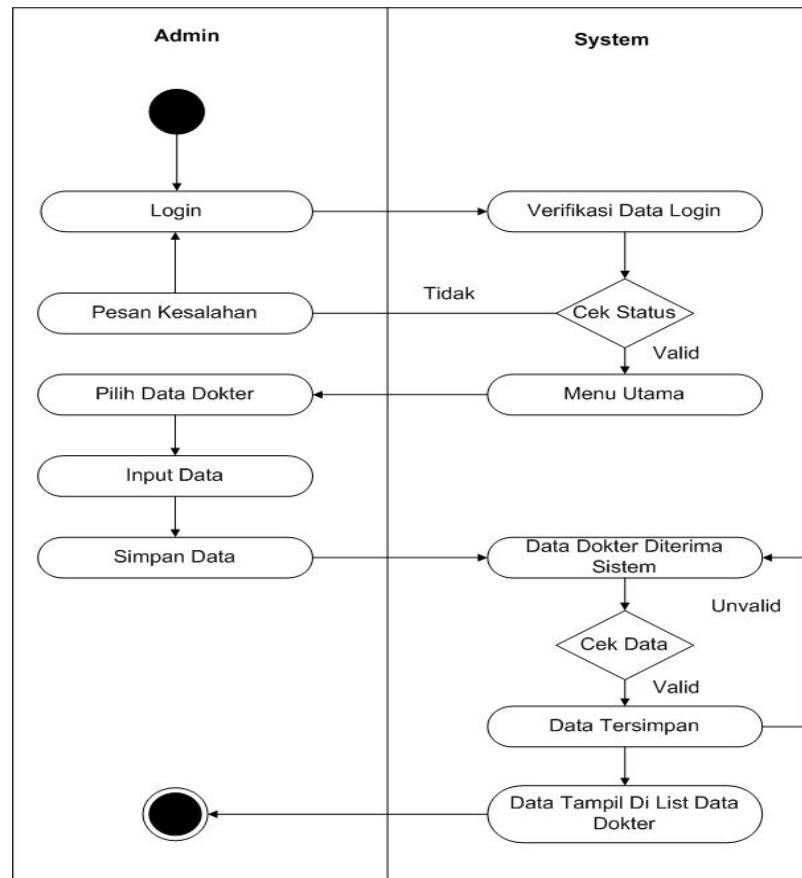 Admin
System
Login
Verifikasi Data Login
Tidak
Pesan Kesalahan
Cek Status
Valid
Pilih Data Dokter
Menu Utama
Input Data
Simpan Data
Data Dokter Diterima
Sistem
Unvalid
Cek Data
Valid
Data Tersimpan
Data Tampil Di List Data
Dokter